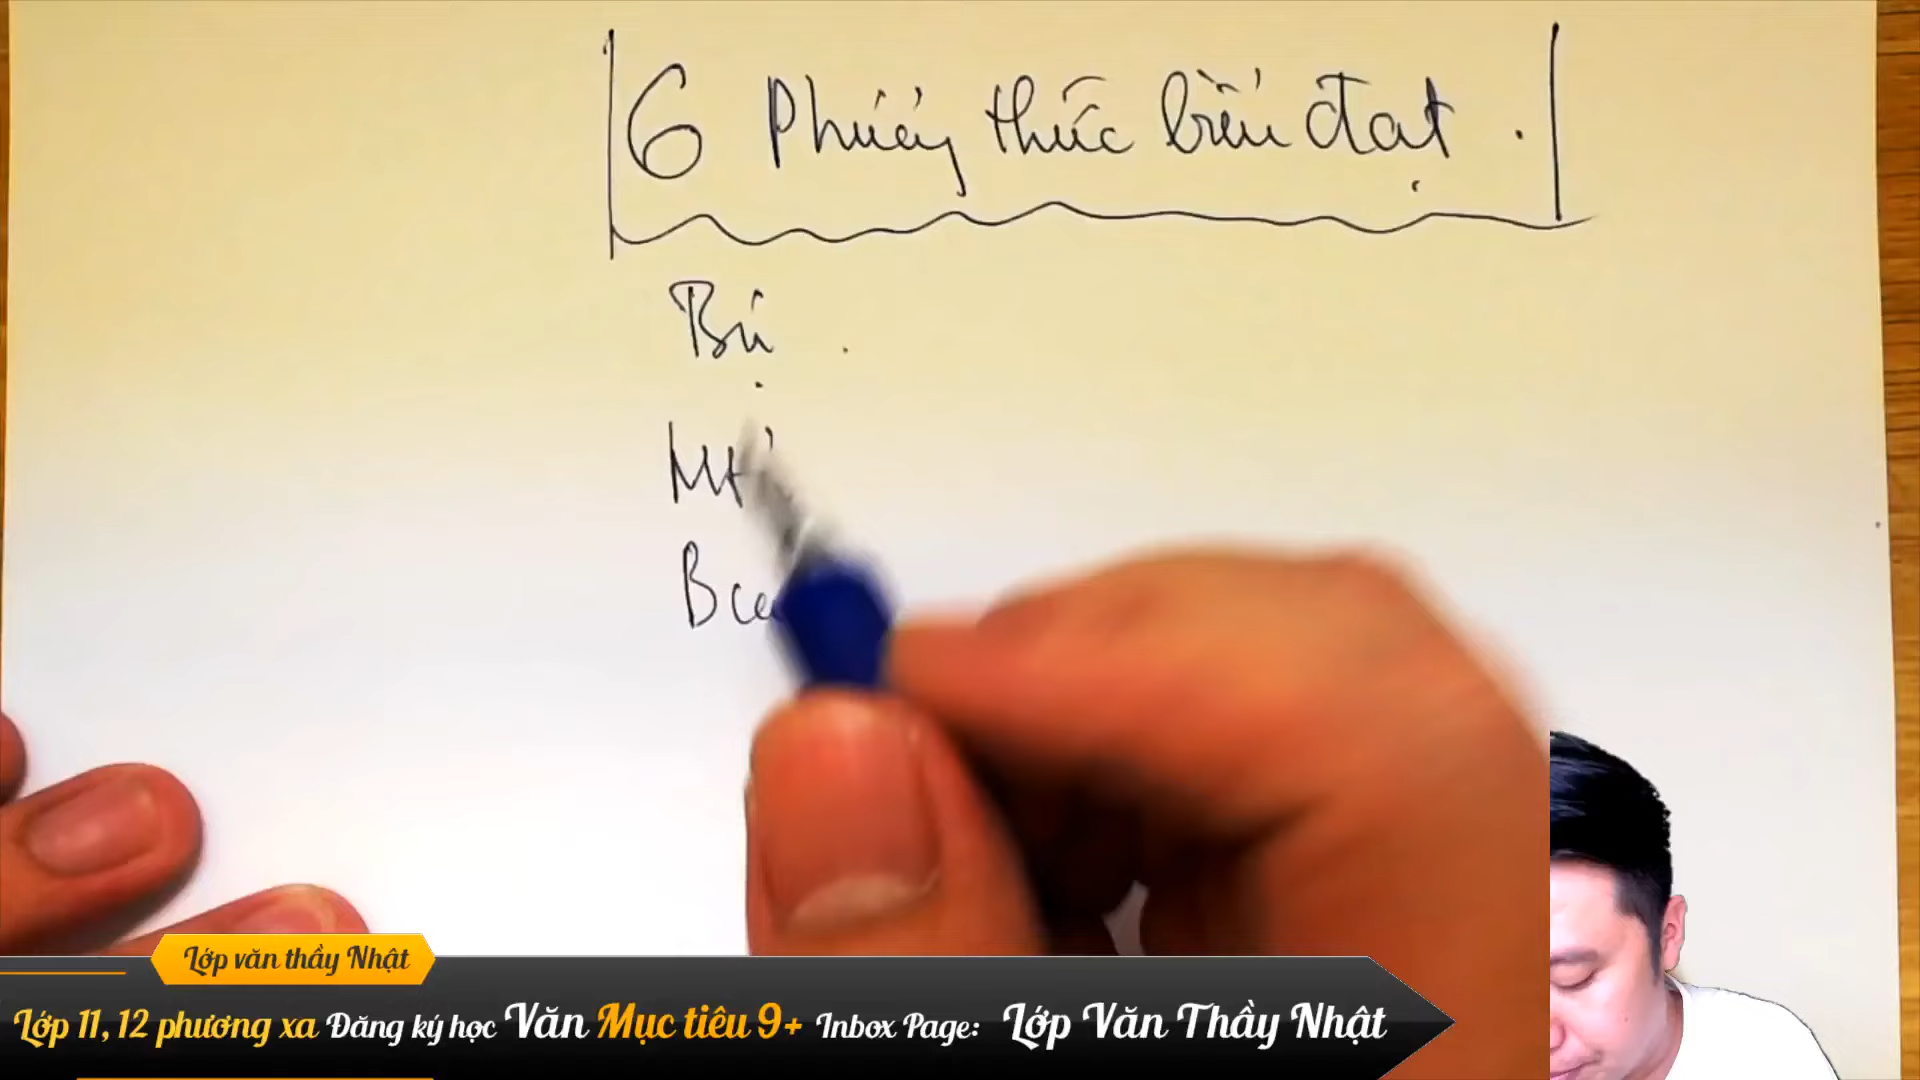 6 Phương thức biểu đạt.
Lớp văn thầy Nhật
Lớp 11, 12 phương xa Đăng ký học Văn Mục tiêu 9+ Inbox Page: Lớp Văn Thầy Nhật